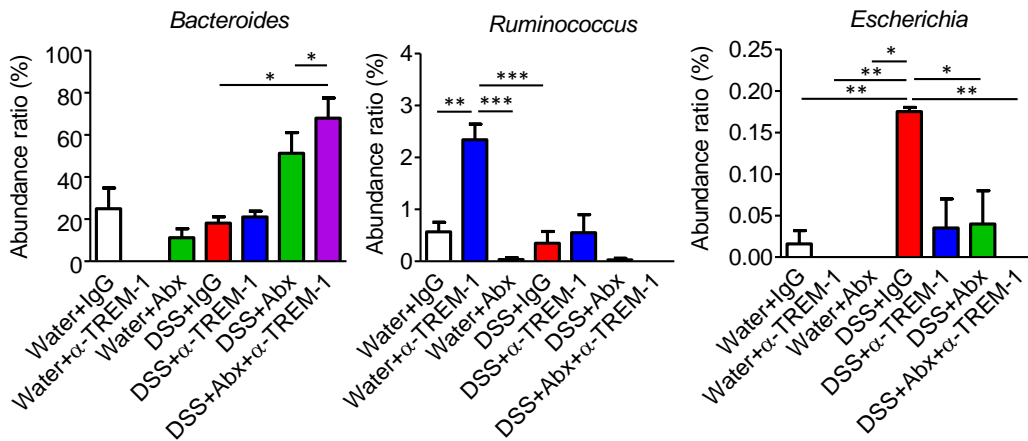 Bacteroides
Abundance ratio (%)
100
80
60
40
20
0
*
*
Water+IgG
Water+α-TREM-1
Water+Abx
DSS+IgG
DSS+α-TREM-1
DSS+Abx
DSS+Abx+α-TREM-1
Ruminococcus
Abundance ratio (%)
4
3
2
1
0
***
**
***
Water+IgG
Water+α-TREM-1
Water+Abx
DSS+IgG
DSS+α-TREM-1
DSS+Abx
DSS+Abx+α-TREM-1
Escherichia
Abundance ratio (%)
0.25
0.20
0.15
0.10
0.05
0.00
*
**
*
**
**
Water+IgG
Water+α-TREM-1
Water+Abx
DSS+IgG
DSS+α-TREM-1
DSS+Abx
DSS+Abx+α-TREM-1